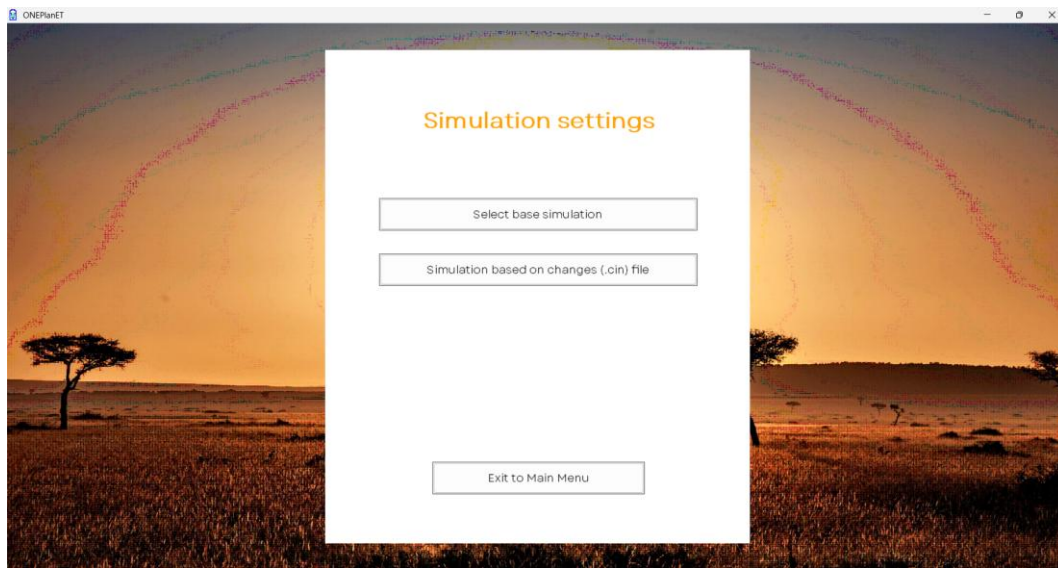 ONEPlanET
Simulation settings
Select base simulation
Simulation based on changes (.cin) file
Exit to Main Menu